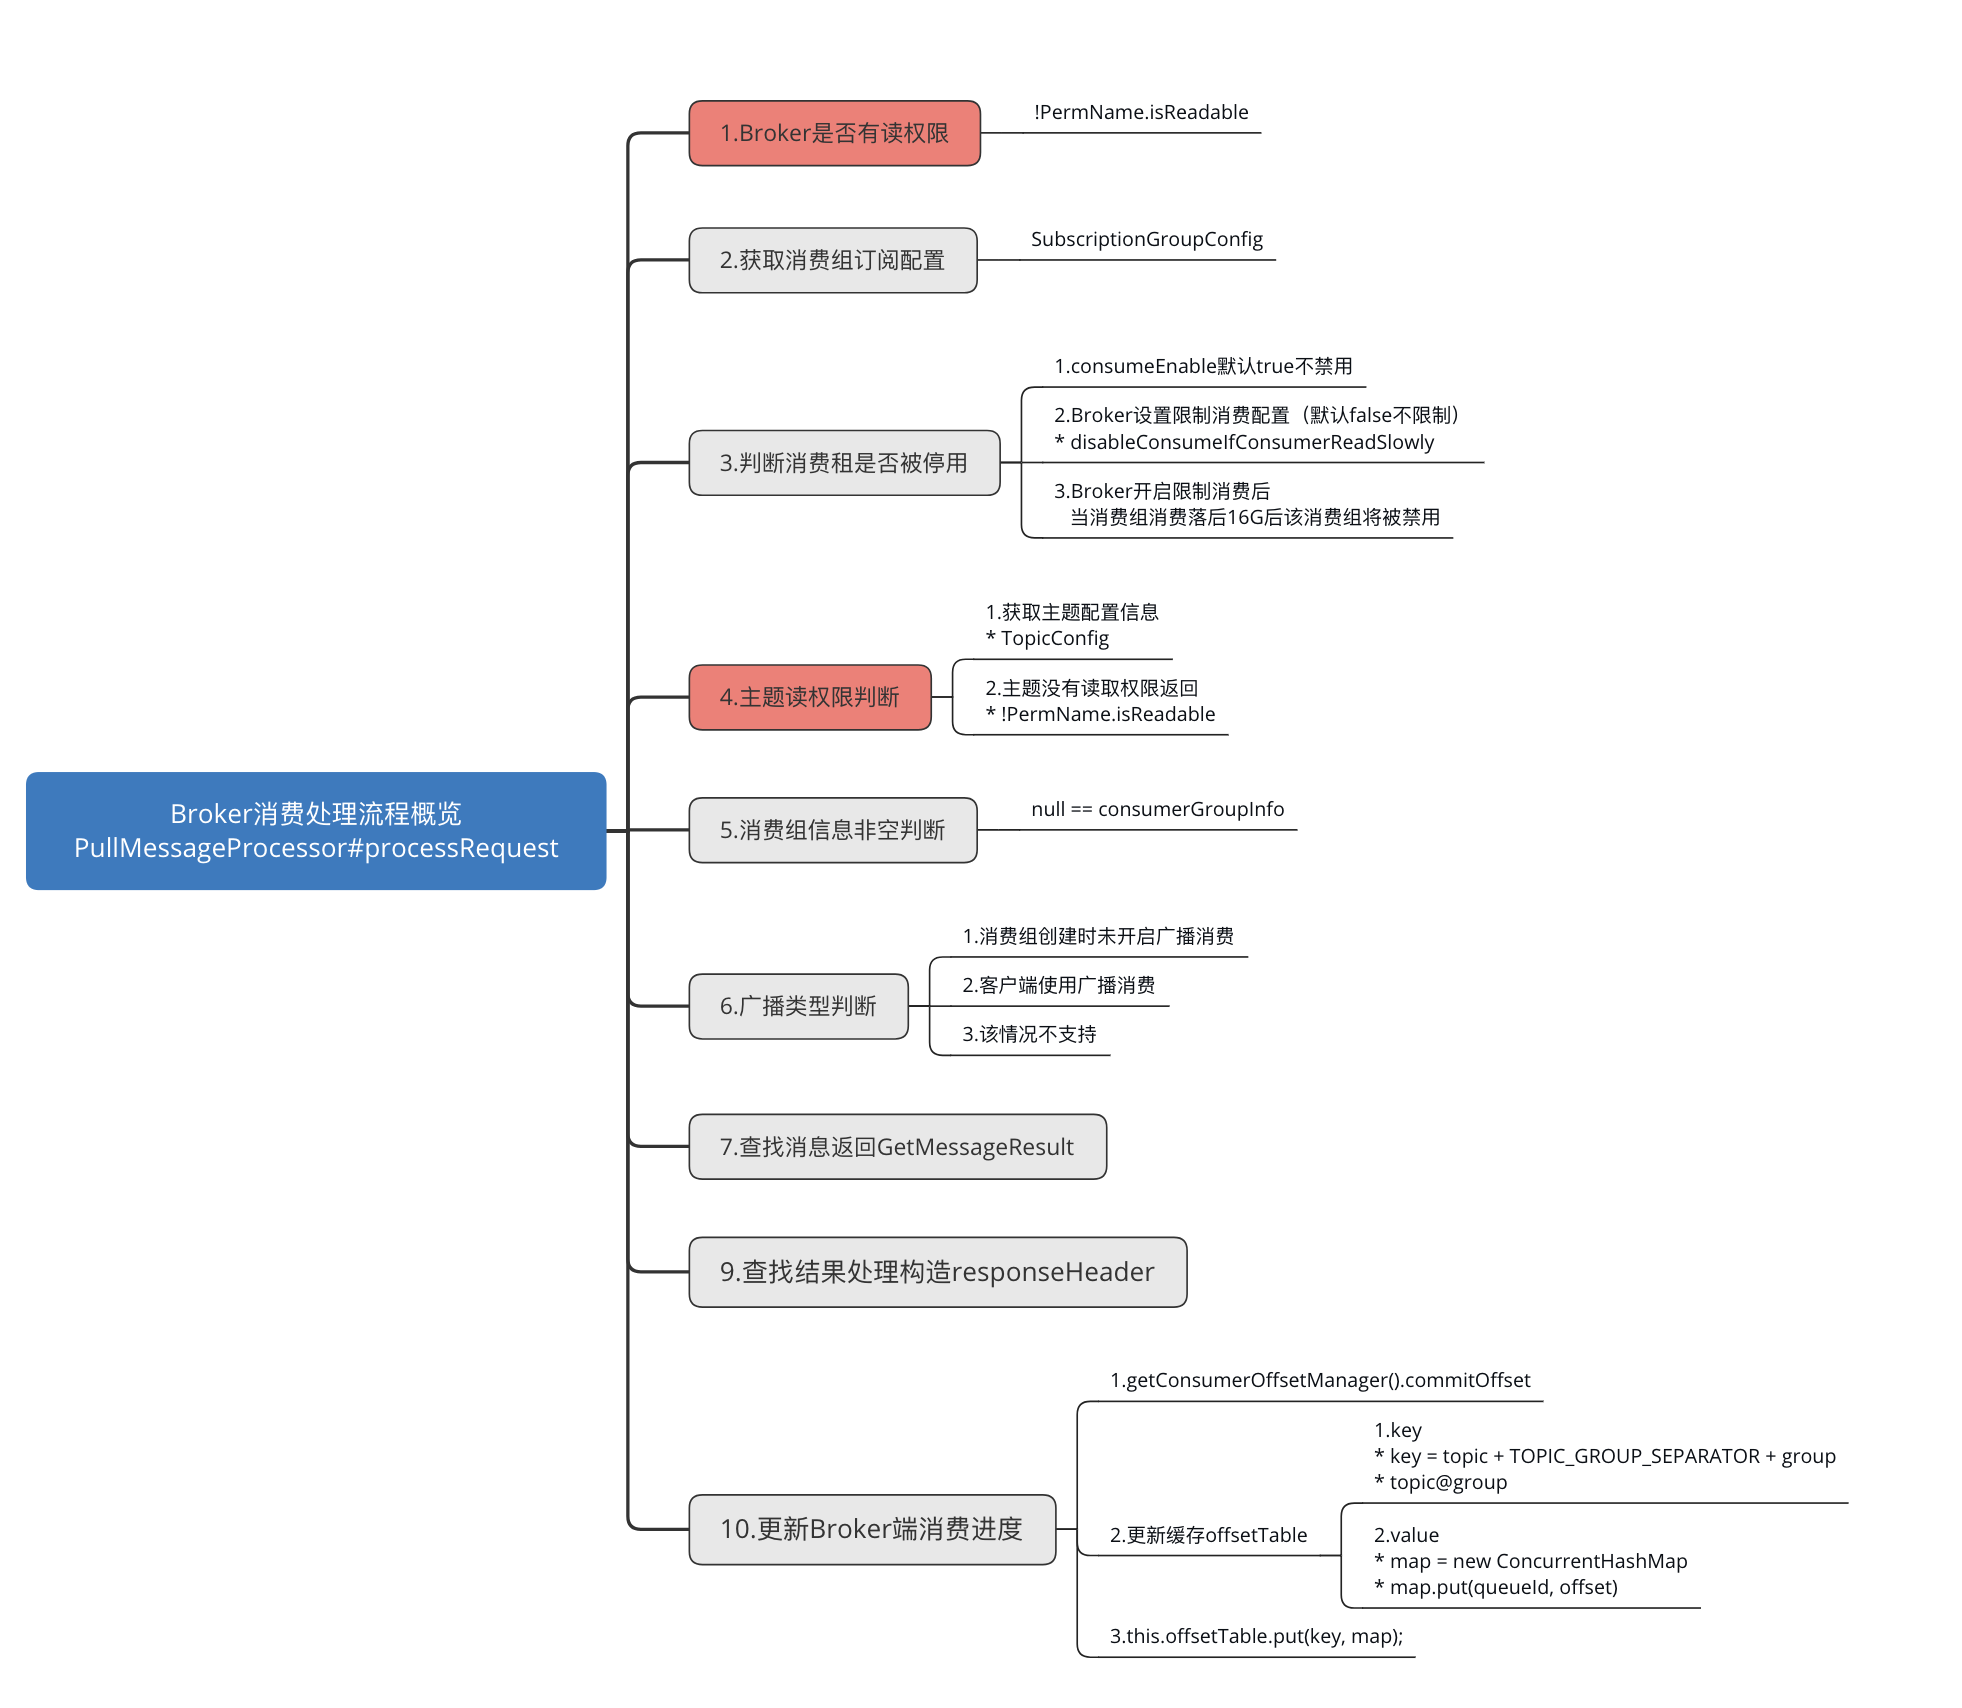 Broker消费处理流程概览
PullMessageProcessor#processRequest
1.Broker是否有读权限
!PermName.isReadable
2.获取消费组订阅配置
SubscriptionGroupConfig
3.判断消费租是否被停用
1.consumeEnable默认true不禁用
2.Broker设置限制消费配置（默认false不限制）
* disableConsumeIfConsumerReadSlowly
3.Broker开启限制消费后
当消费组消费落后16G后该消费组将被禁用
4.主题读权限判断
1.获取主题配置信息
* TopicConfig
2.主题没有读取权限返回
* !PermName.isReadable
5.消费组信息非空判断
null == consumerGroupInfo
6.广播类型判断
1.消费组创建时未开启广播消费
2.客户端使用广播消费
3.该情况不支持
7.查找消息返回GetMessageResult
9.查找结果处理构造responseHeader
10.更新Broker端消费进度
1.getConsumerOffsetManager().commitOffset
2.更新缓存offsetTable
1.key
* key = topic + TOPIC_GROUP_SEPARATOR + group
* topic@group
2.value
* map = new ConcurrentHashMap
* map.put(queueId, offset)
3.this.offsetTable.put(key, map);